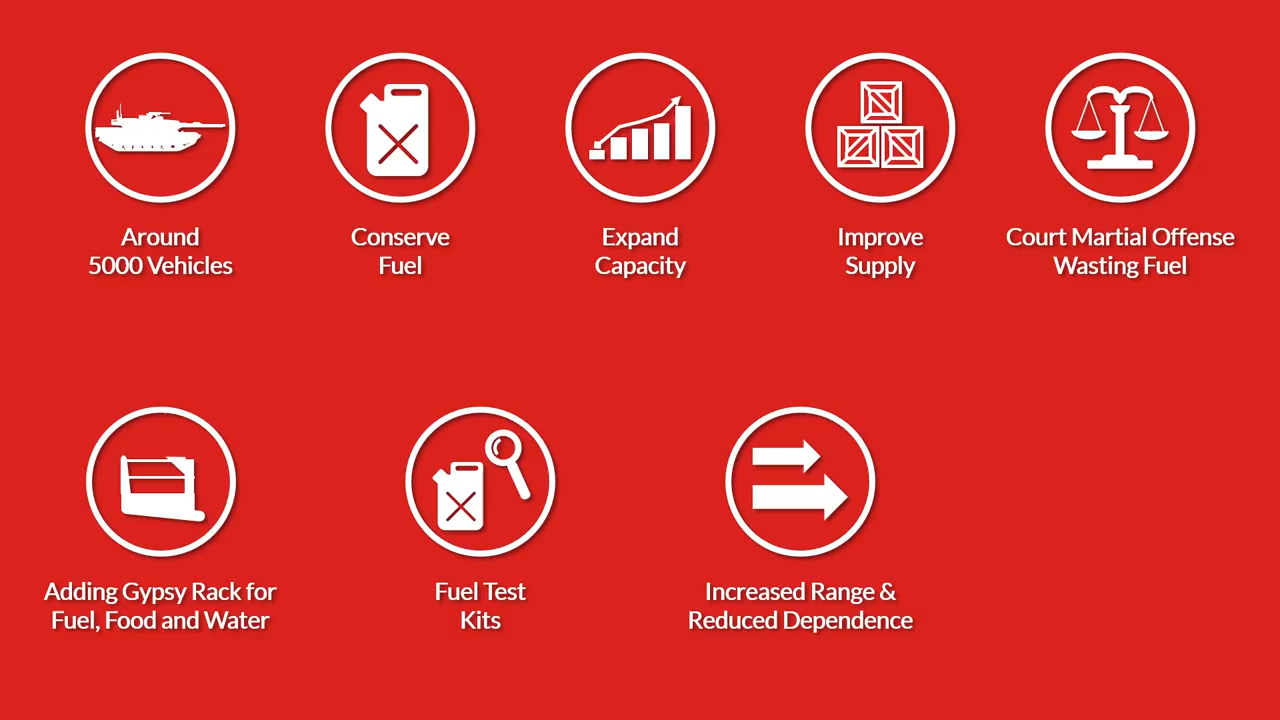 Around
5000 Vehicles
Conserve
Fuel
Expand
Capacity
Improve
Supply
Court Martial Offense
Wasting Fuel
Adding Gypsy Rack for
Fuel, Food and Water
Fuel Test
Kits
Increased Range &
Reduced Dependence